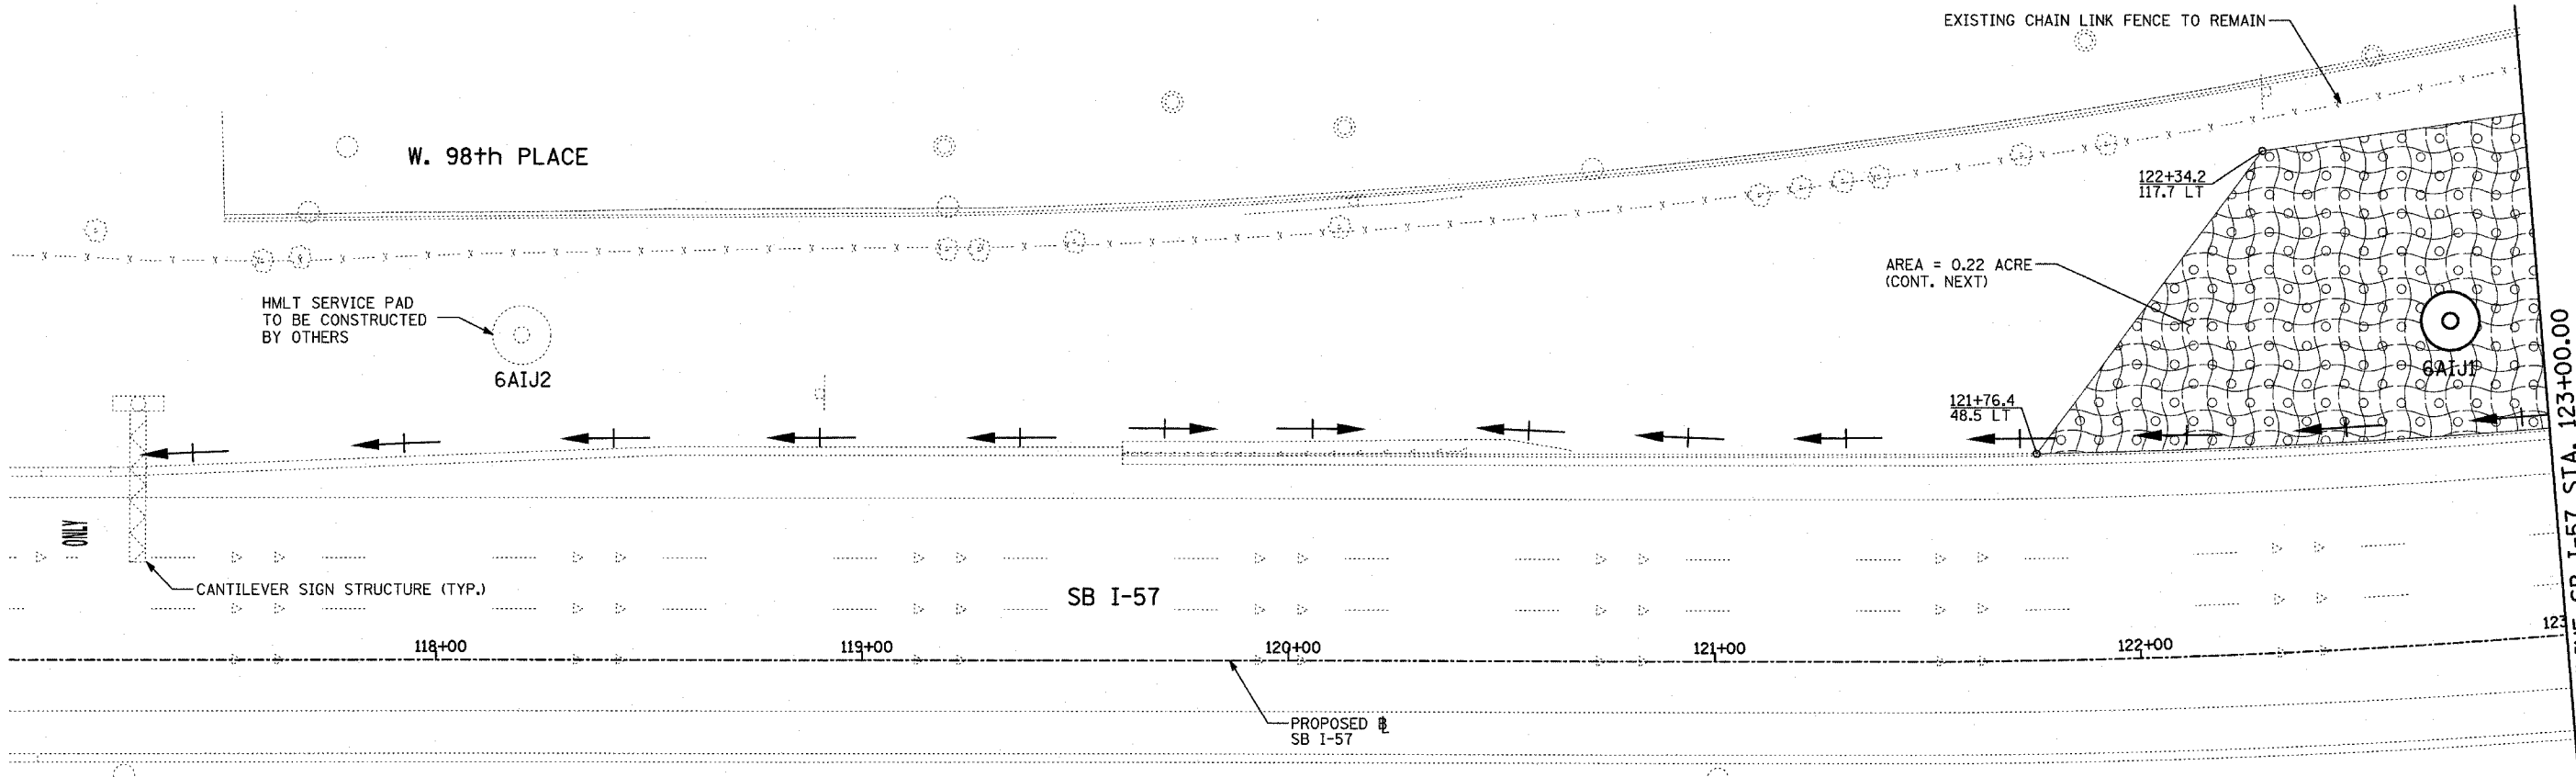 EXISTING CHAIN LINK FENCE TO REMAIN
W. 98th PLACE
122+34.2
117.7 LT
AREA = 0.22 ACRE
(CONT. NEXT)
HMLT SERVICE PAD
TO BE CONSTRUCTED
BY OTHERS
6AIJ2
6AIJ1
121+76.4
48.5 LT
ONLY
CANTILEVER SIGN STRUCTURE (TYP.)
SB I-57
118+00
119+00
120+00
121+00
122+00
123
PROPOSED ℄
SB I-57
SB I-57 STA. 123+00.00